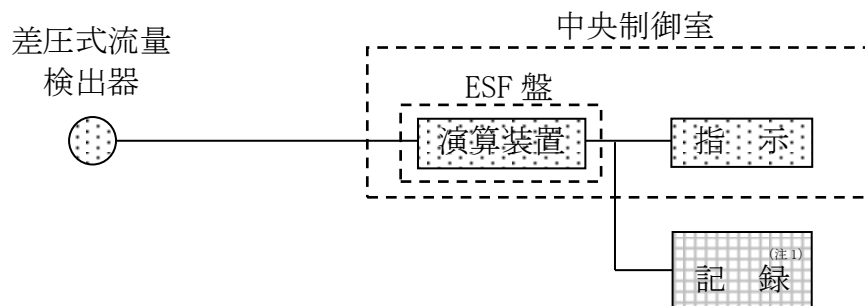 中央制御室
差圧式流量
検出器
ESF 盤
演算装置
指 示
(注1)
記 録